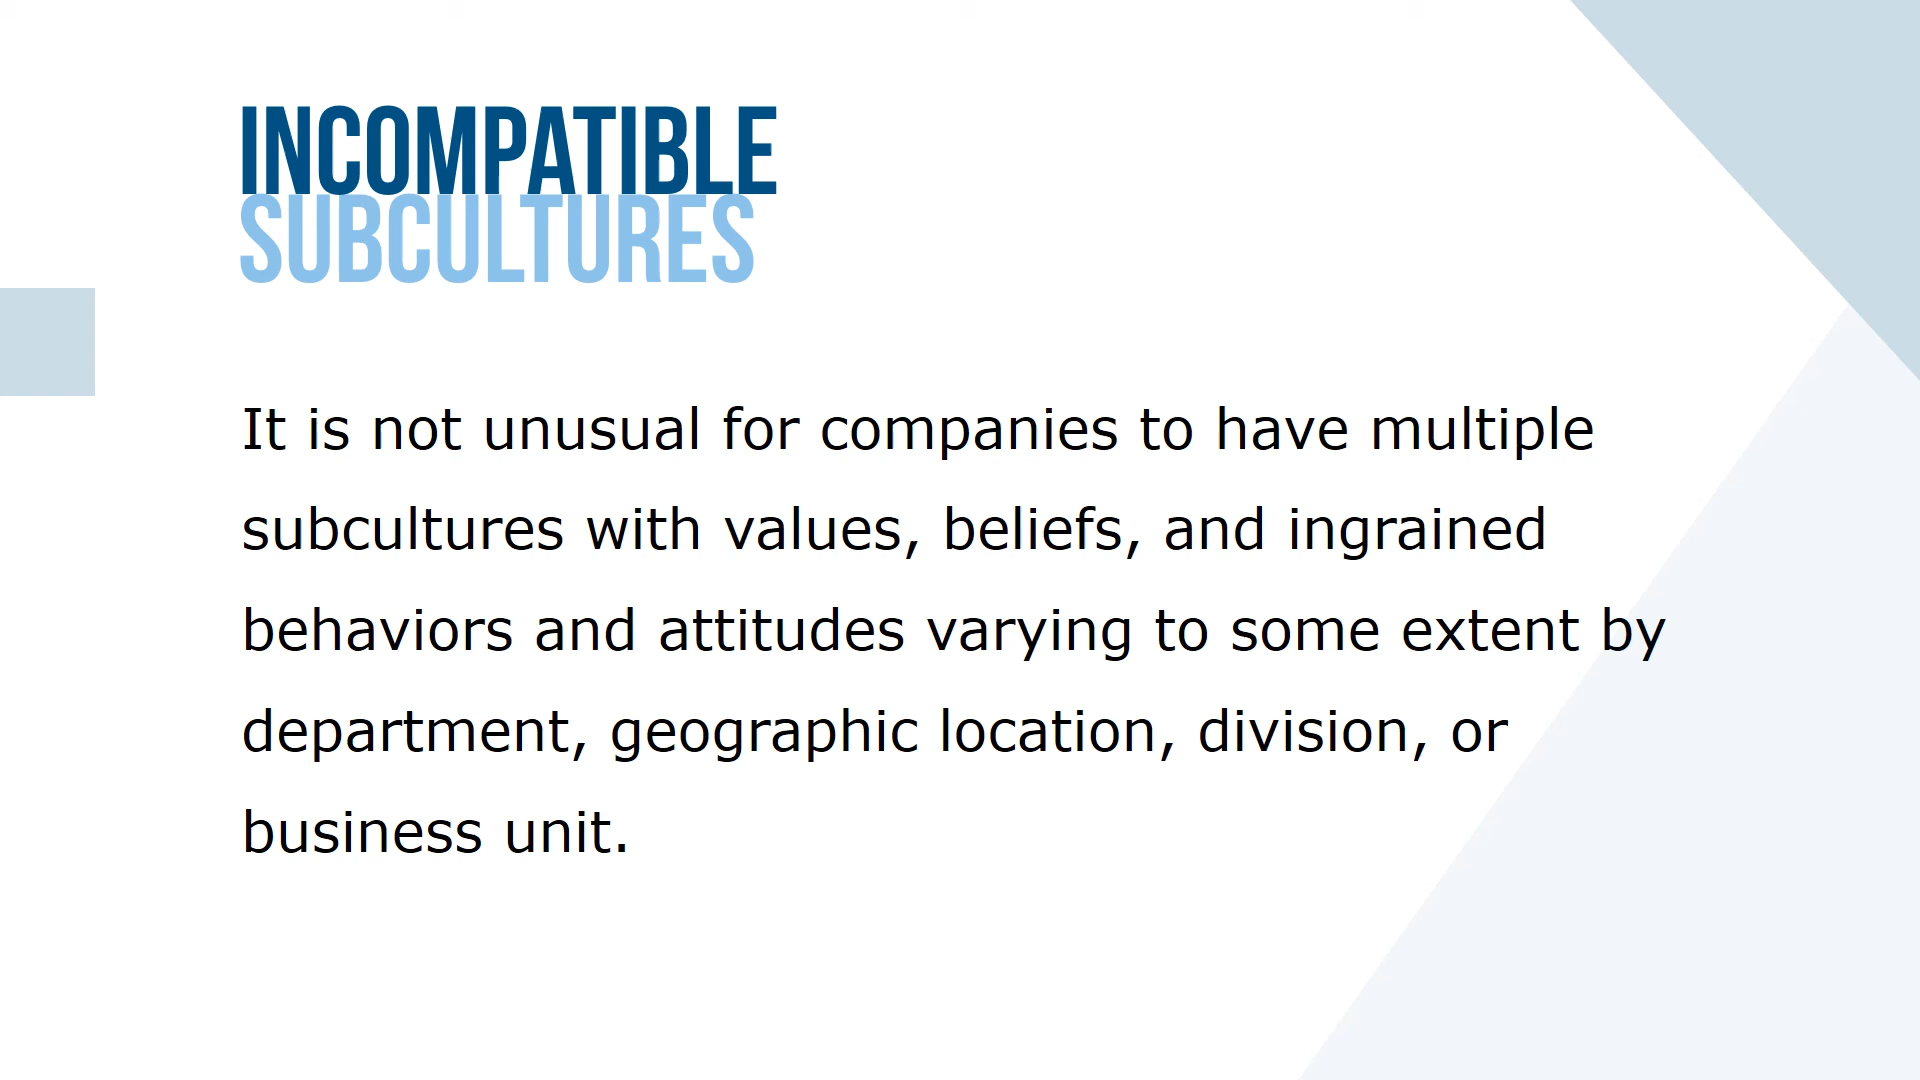 INCOMPATIBLE
SUBCULTURES
It is not unusual for companies to have multiple
subcultures with values, beliefs, and ingrained
behaviors and attitudes varying to some extent by
department, geographic location, division, or
business unit.